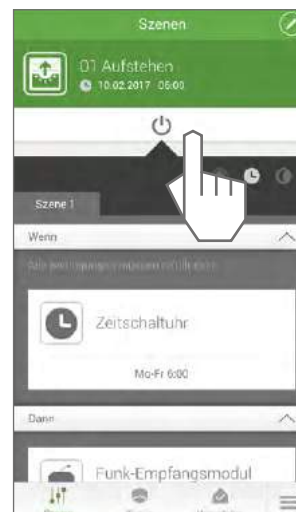 Szenen
01 Aufstehen
10.02.2017 06:00
Szene 1
Wenn
Zeitschaltuhr
Mo-Fr 6:00
Dann
Funk-Empfangsmodul